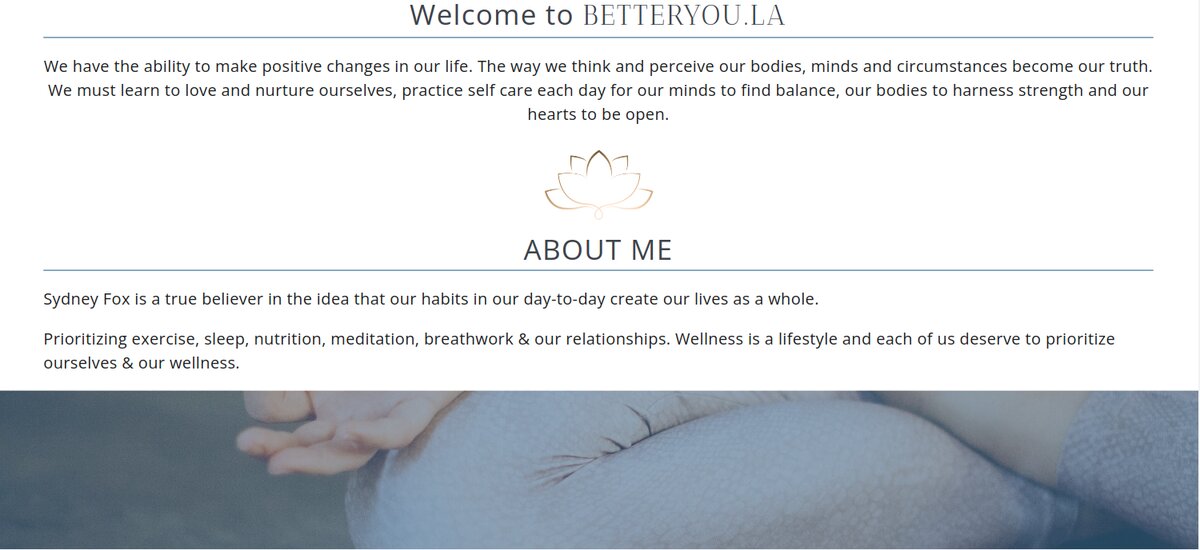 Welcome to BETTERYOU.LA
We have the ability to make positive changes in our life. The way we think and perceive our bodies, minds and circumstances become our truth.
We must learn to love and nurture ourselves, practice self care each day for our minds to find balance, our bodies to harness strength and our
hearts to be open.
ABOUT ME
Sydney Fox is a true believer in the idea that our habits in our day-to-day create our lives as a whole.
Prioritizing exercise, sleep, nutrition, meditation, breathwork & our relationships. Wellness is a lifestyle and each of us deserve to prioritize
ourselves & our wellness.